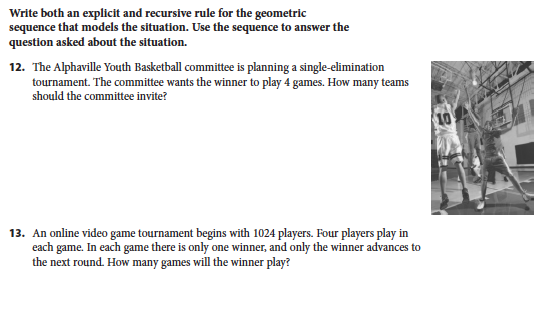 Write both an explicit and recursive rule for the geometric
sequence that models the situation. Use the sequence to answer the
question asked about the situation.
12. The Alphaville Youth Basketball committee is planning a single-elimination
tournament. The committee wants the winner to play 4 games. How many teams
should the committee invite?
10
13. An online video game tournament begins with 1024 players. Four players play in
each game. In each game there is only one winner, and only the winner advances to
the next round. How many games will the winner play?